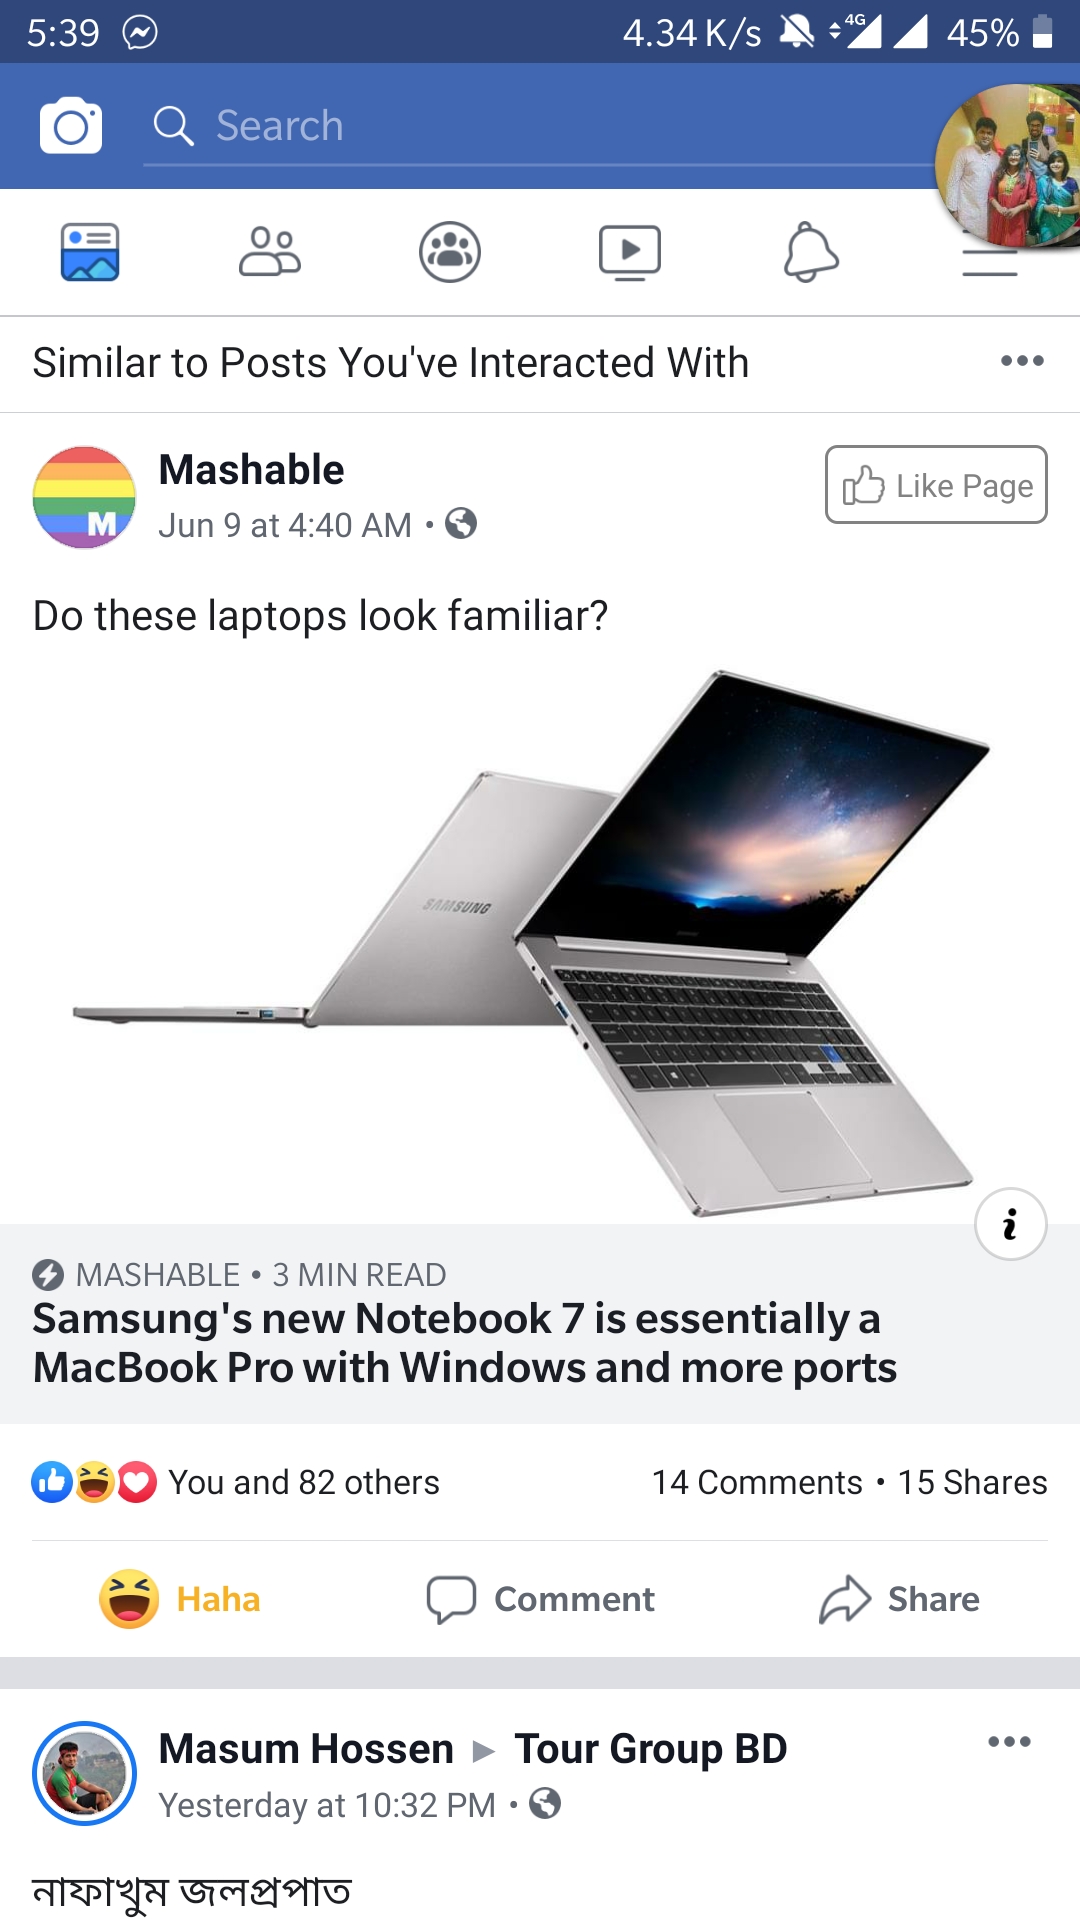 5:39 4.34 K/s 4G 45%
Search
Similar to Posts You've Interacted With
Mashable
Like Page
Jun 9 at 4:40 AM •
M
Do these laptops look familiar?
SAMSUNG
i
MASHABLE • 3 MIN READ
Samsung's new Notebook 7 is essentially a
MacBook Pro with Windows and more ports
You and 82 others 14 Comments • 15 Shares
Haha Comment Share
Masum Hossen ▶ Tour Group BD
Yesterday at 10:32 PM •
নাফাখুম জলপ্রপাত